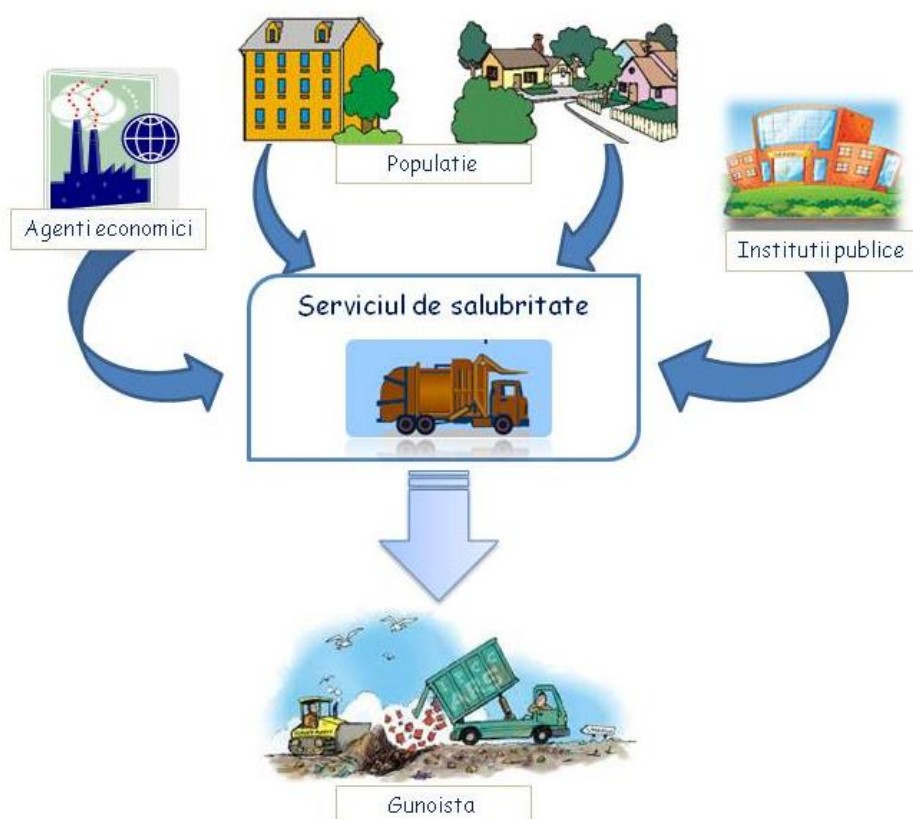 Populatie
Agenti economici
Institutii publice
Serviciul de salubritate
Gunoista